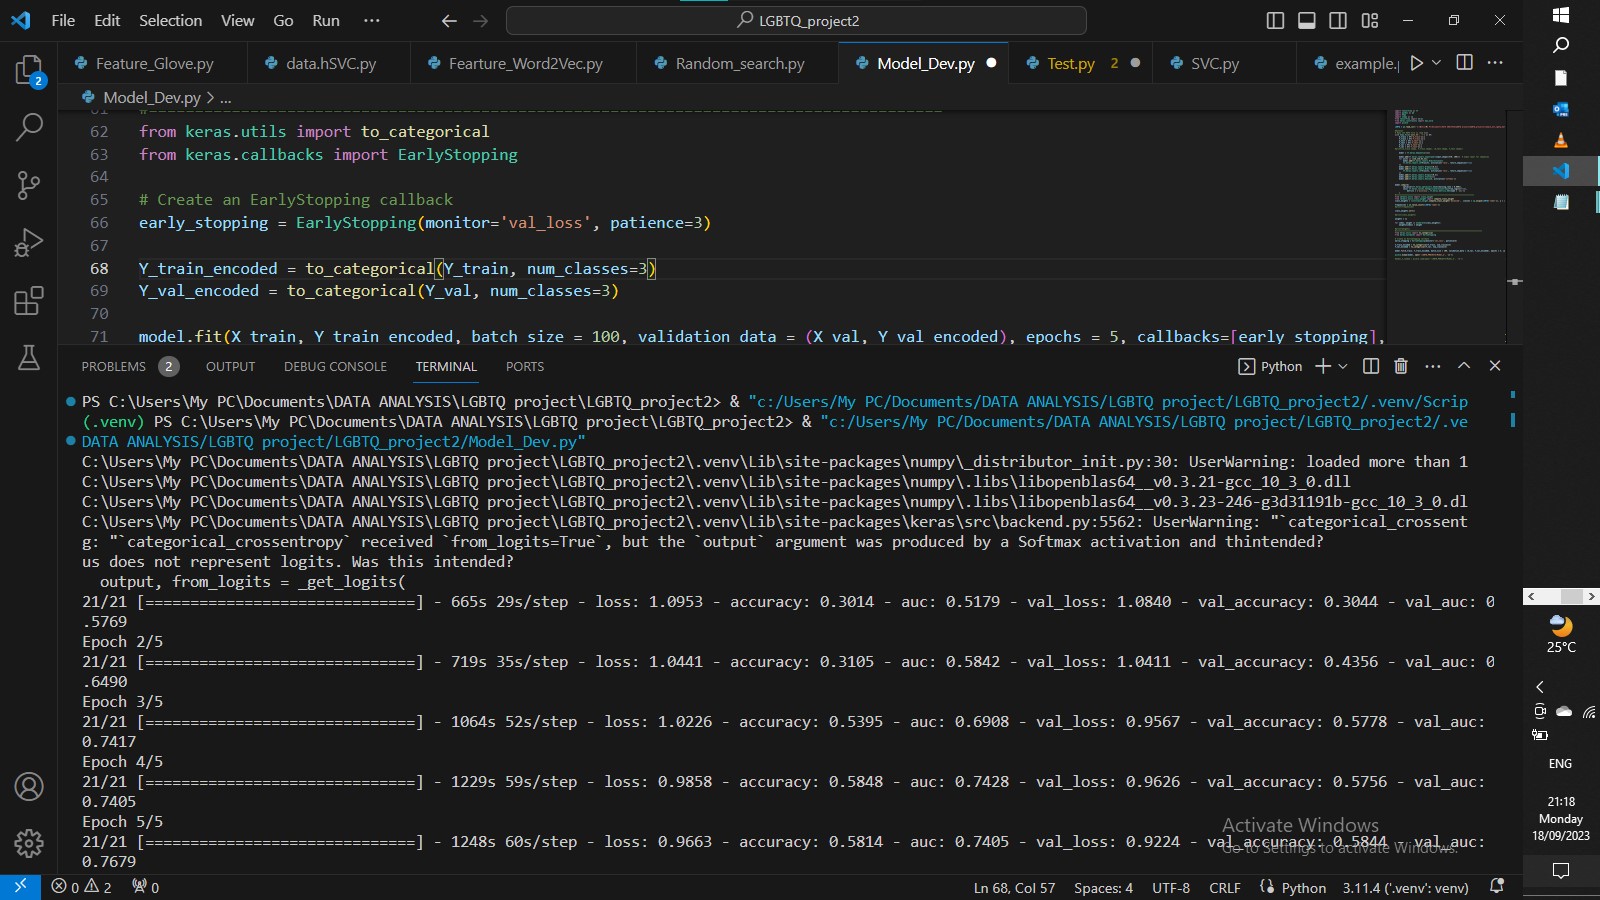 File Edit Selection View Go Run ··· LGBTQ_project2
Feature_Glove.py data.hSVC.py Fearture_Word2Vec.py Random_search.py Model_Dev.py Test.py 2 SVC.py example.
Model_Dev.py > ...
62 from keras.utils import to_categorical
63 from keras.callbacks import EarlyStopping
64
65 # Create an EarlyStopping callback
66 early_stopping = EarlyStopping(monitor='val_loss', patience=3)
67
68 Y_train_encoded = to_categorical(Y_train, num_classes=3)
69 Y_val_encoded = to_categorical(Y_val, num_classes=3)
70
71 model.fit(X_train, Y_train_encoded, batch_size = 100, validation_data = (X_val, Y_val_encoded), epochs = 5, callbacks=[early_stopping],
PROBLEMS 2 OUTPUT DEBUG CONSOLE TERMINAL PORTS Python
PS C:\Users\My PC\Documents\DATA ANALYSIS\LGBTQ project\LGBTQ_project2> & "c:/Users/My PC/Documents/DATA ANALYSIS/LGBTQ project/LGBTQ_project2/.venv/Scrip
(.venv) PS C:\Users\My PC\Documents\DATA ANALYSIS\LGBTQ project\LGBTQ_project2> & "c:/Users/My PC/Documents/DATA ANALYSIS/LGBTQ project/LGBTQ_project2/.ve
DATA ANALYSIS/LGBTQ project/LGBTQ_project2/Model_Dev.py"
C:\Users\My PC\Documents\DATA ANALYSIS\LGBTQ project\LGBTQ_project2\.venv\Lib\site-packages\numpy\_distributor_init.py:30: UserWarning: loaded more than 1
C:\Users\My PC\Documents\DATA ANALYSIS\LGBTQ project\LGBTQ_project2\.venv\Lib\site-packages\numpy\.libs\libopenblas64__v0.3.21-gcc_10_3_0.dll
C:\Users\My PC\Documents\DATA ANALYSIS\LGBTQ project\LGBTQ_project2\.venv\Lib\site-packages\numpy\.libs\libopenblas64__v0.3.23-246-g3d31191b-gcc_10_3_0.dl
C:\Users\My PC\Documents\DATA ANALYSIS\LGBTQ project\LGBTQ_project2\.venv\Lib\site-packages\keras\src\backend.py:5562: UserWarning: "`categorical_crossent
g: "`categorical_crossentropy` received `from_logits=True`, but the `output` argument was produced by a Softmax activation and thintended?
us does not represent logits. Was this intended?
output, from_logits = _get_logits(
21/21 [==============================] - 665s 29s/step - loss: 1.0953 - accuracy: 0.3014 - auc: 0.5179 - val_loss: 1.0840 - val_accuracy: 0.3044 - val_auc: 0
.5769
Epoch 2/5
21/21 [==============================] - 719s 35s/step - loss: 1.0441 - accuracy: 0.3105 - auc: 0.5842 - val_loss: 1.0411 - val_accuracy: 0.4356 - val_auc: 0
.6490
Epoch 3/5
21/21 [==============================] - 1064s 52s/step - loss: 1.0226 - accuracy: 0.5395 - auc: 0.6908 - val_loss: 0.9567 - val_accuracy: 0.5778 - val_auc:
0.7417
Epoch 4/5
21/21 [==============================] - 1229s 59s/step - loss: 0.9858 - accuracy: 0.5848 - auc: 0.7428 - val_loss: 0.9626 - val_accuracy: 0.5756 - val_auc:
0.7405
Epoch 5/5
21/21 [==============================] - 1248s 60s/step - loss: 0.9663 - accuracy: 0.5814 - auc: 0.7405 - val_loss: 0.9224 - val_accuracy: 0.5844 - val_auc:
0.7679
Activate Windows
Go to Settings to activate Windows.
0 2 0 Ln 68, Col 57 Spaces: 4 UTF-8 CRLF Python 3.11.4 ('.venv': venv)
25°C
ENG
21:18
Monday
18/09/2023